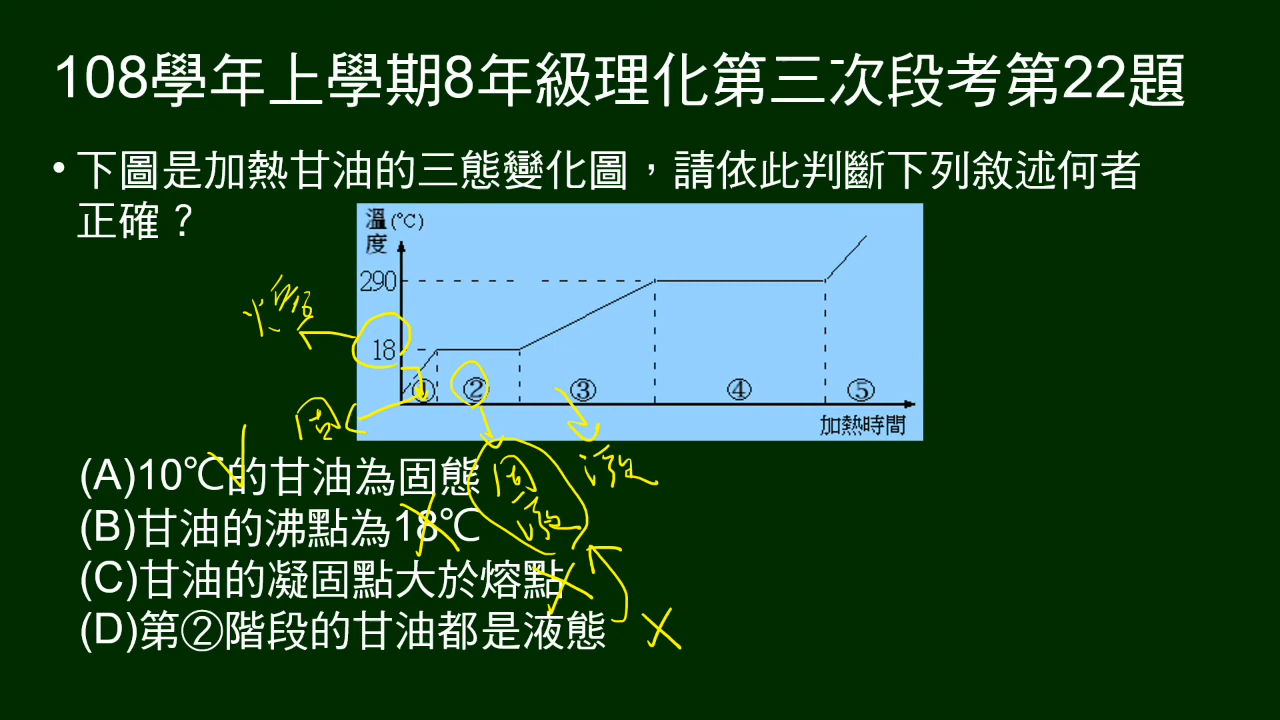 108學年上學期8年級理化第三次段考第22題
• 下圖是加熱甘油的三態變化圖，請依此判斷下列敘述何者
正確？
溫度(℃)
290
18
① ② ③ ④ ⑤
加熱時間
固
液
固
液
(A)10℃的甘油為固態
(B)甘油的沸點為18℃
(C)甘油的凝固點大於熔點
(D)第②階段的甘油都是液態